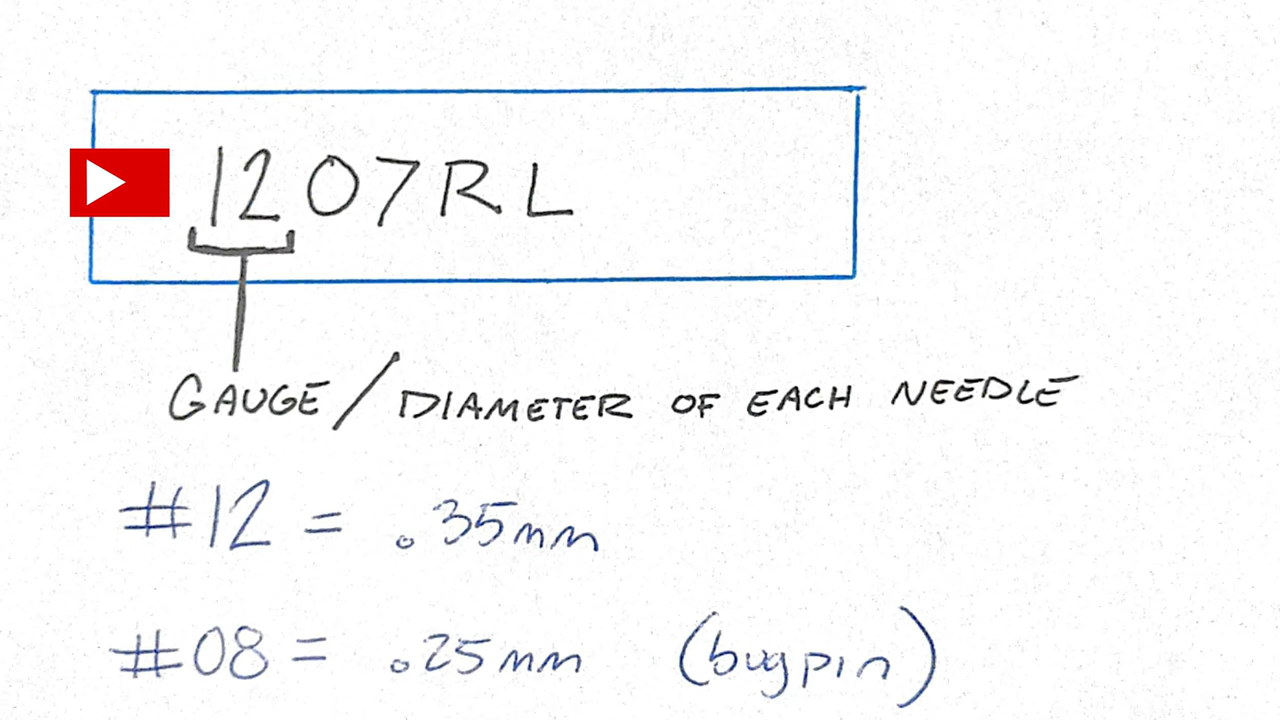 1207RL
GAUGE / DIAMETER OF EACH NEEDLE
#12 = .35mm
#08 = .25mm (bugpin)